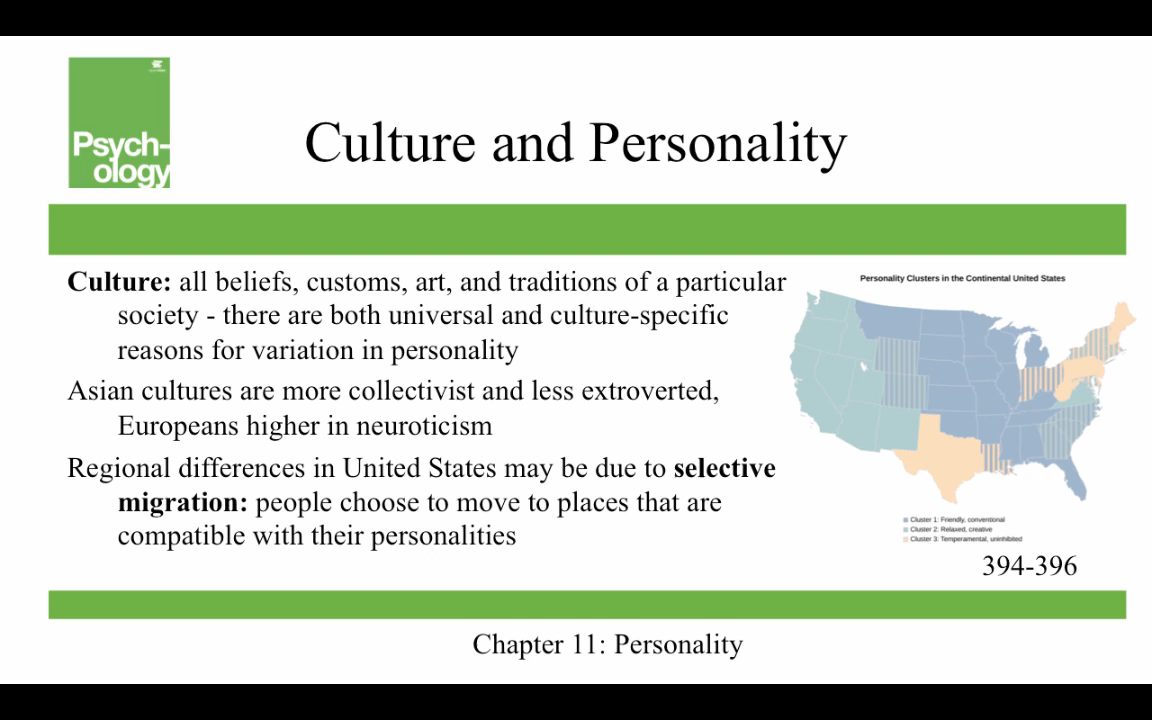 Psych-
ology
Culture and Personality
Culture: all beliefs, customs, art, and traditions of a particular
society - there are both universal and culture-specific
reasons for variation in personality
Asian cultures are more collectivist and less extroverted,
Europeans higher in neuroticism
Regional differences in United States may be due to selective
migration: people choose to move to places that are
compatible with their personalities
Personality Clusters in the Continental United States
Cluster 1: Friendly, conventional
Cluster 2: Relaxed, creative
Cluster 3: Temperamental, uninhibited
394-396
Chapter 11: Personality